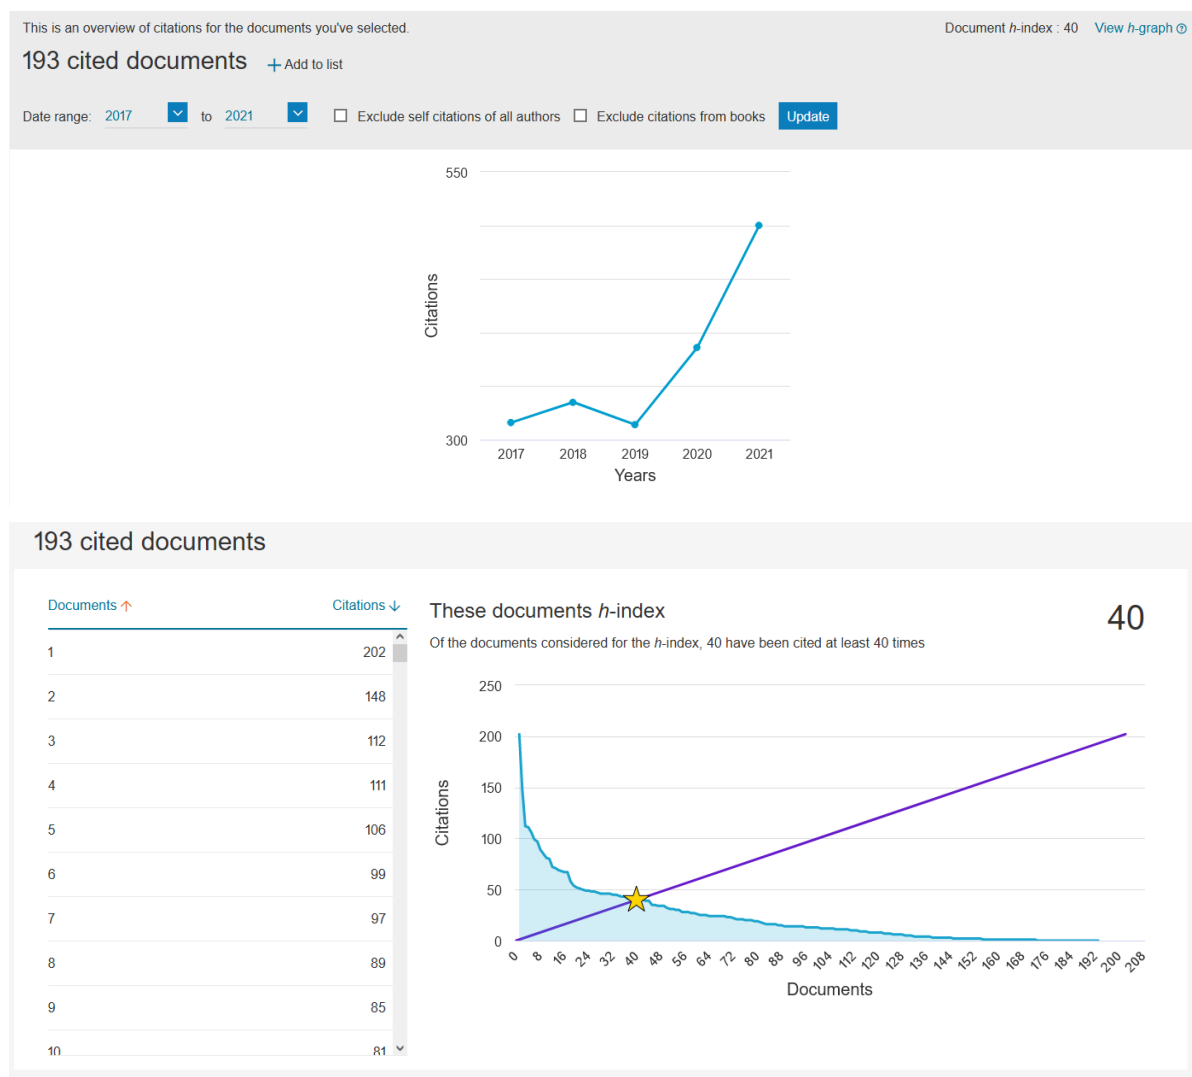 This is an overview of citations for the documents you've selected.
Document h-index : 40 View h-graph ?
193 cited documents + Add to list
Date range: 2017 to 2021 Exclude self citations of all authors Exclude citations from books Update
550
Citations
300
2017 2018 2019 2020 2021
Years
193 cited documents
Documents ↑ Citations ↓
1 202
2 148
3 112
4 111
5 106
6 99
7 97
8 89
9 85
10 81
These documents h-index
40
Of the documents considered for the h-index, 40 have been cited at least 40 times
250
200
150
100
50
0
Citations
0 8 16 24 32 40 48 56 64 72 80 88 96 104 112 120 128 136 144 152 160 168 176 184 192 200 208
Documents